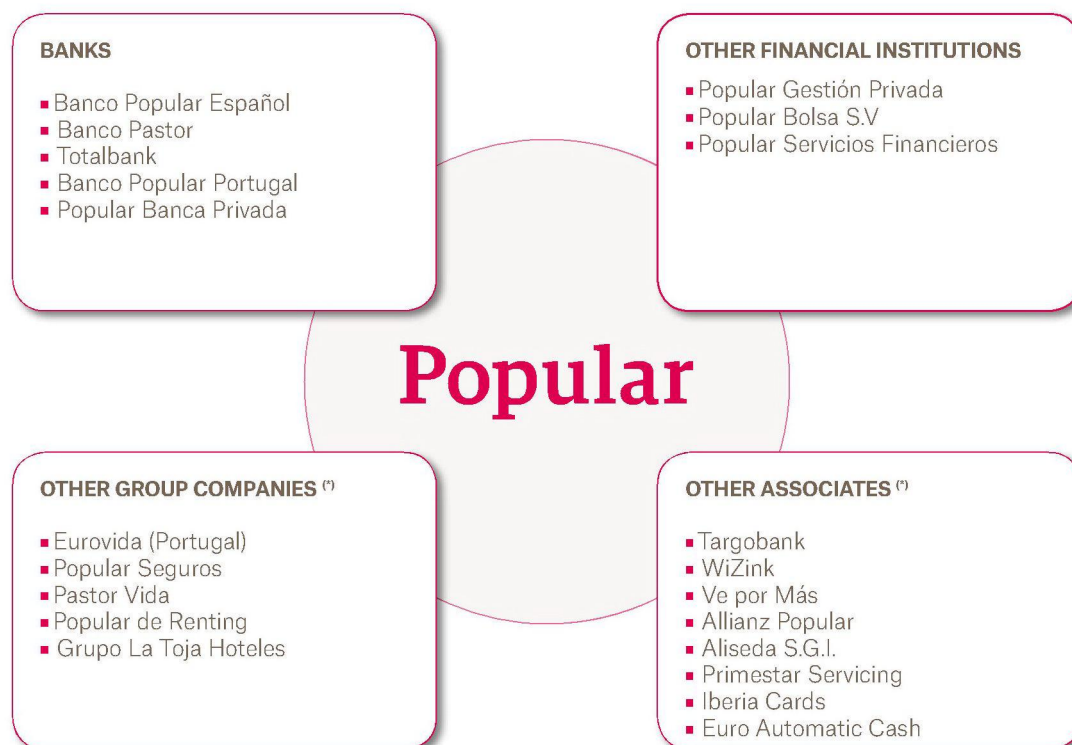 BANKS
■ Banco Popular Español
■ Banco Pastor
■ Totalbank
■ Banco Popular Portugal
■ Popular Banca Privada
OTHER FINANCIAL INSTITUTIONS
■ Popular Gestión Privada
■ Popular Bolsa S.V
■ Popular Servicios Financieros
Popular
OTHER GROUP COMPANIES (*)
■ Eurovida (Portugal)
■ Popular Seguros
■ Pastor Vida
■ Popular de Renting
■ Grupo La Toja Hoteles
OTHER ASSOCIATES (*)
■ Targobank
■ WiZink
■ Ve por Más
■ Allianz Popular
■ Aliseda S.G.I.
■ Primestar Servicing
■ Iberia Cards
■ Euro Automatic Cash